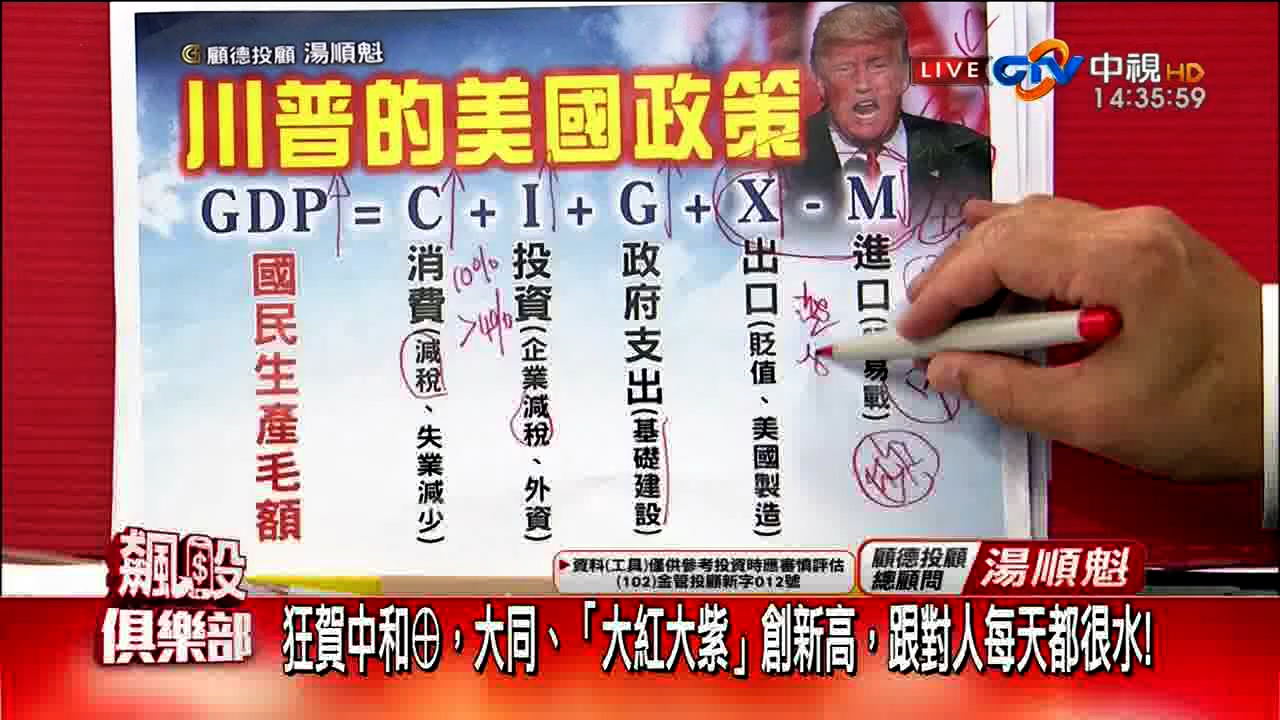 顧德投顧 湯順魁
LIVE CTV 中視HD
14:35:59
川普的美國政策
GDP = C + I + G + X - M
國民生產毛額
消費(減稅、失業減少)
10%
>4%
投資(企業減稅、外資)
政府支出(基礎建設)
出口(貶值、美國製造)
進口(易戰)
資料(工具)僅供參考投資時應審慎評估
(102)金管投顧新字012號
顧德投顧
總顧問
湯順魁
飆股
俱樂部
狂賀中和⊕,大同、「大紅大紫」創新高,跟對人每天都很水!